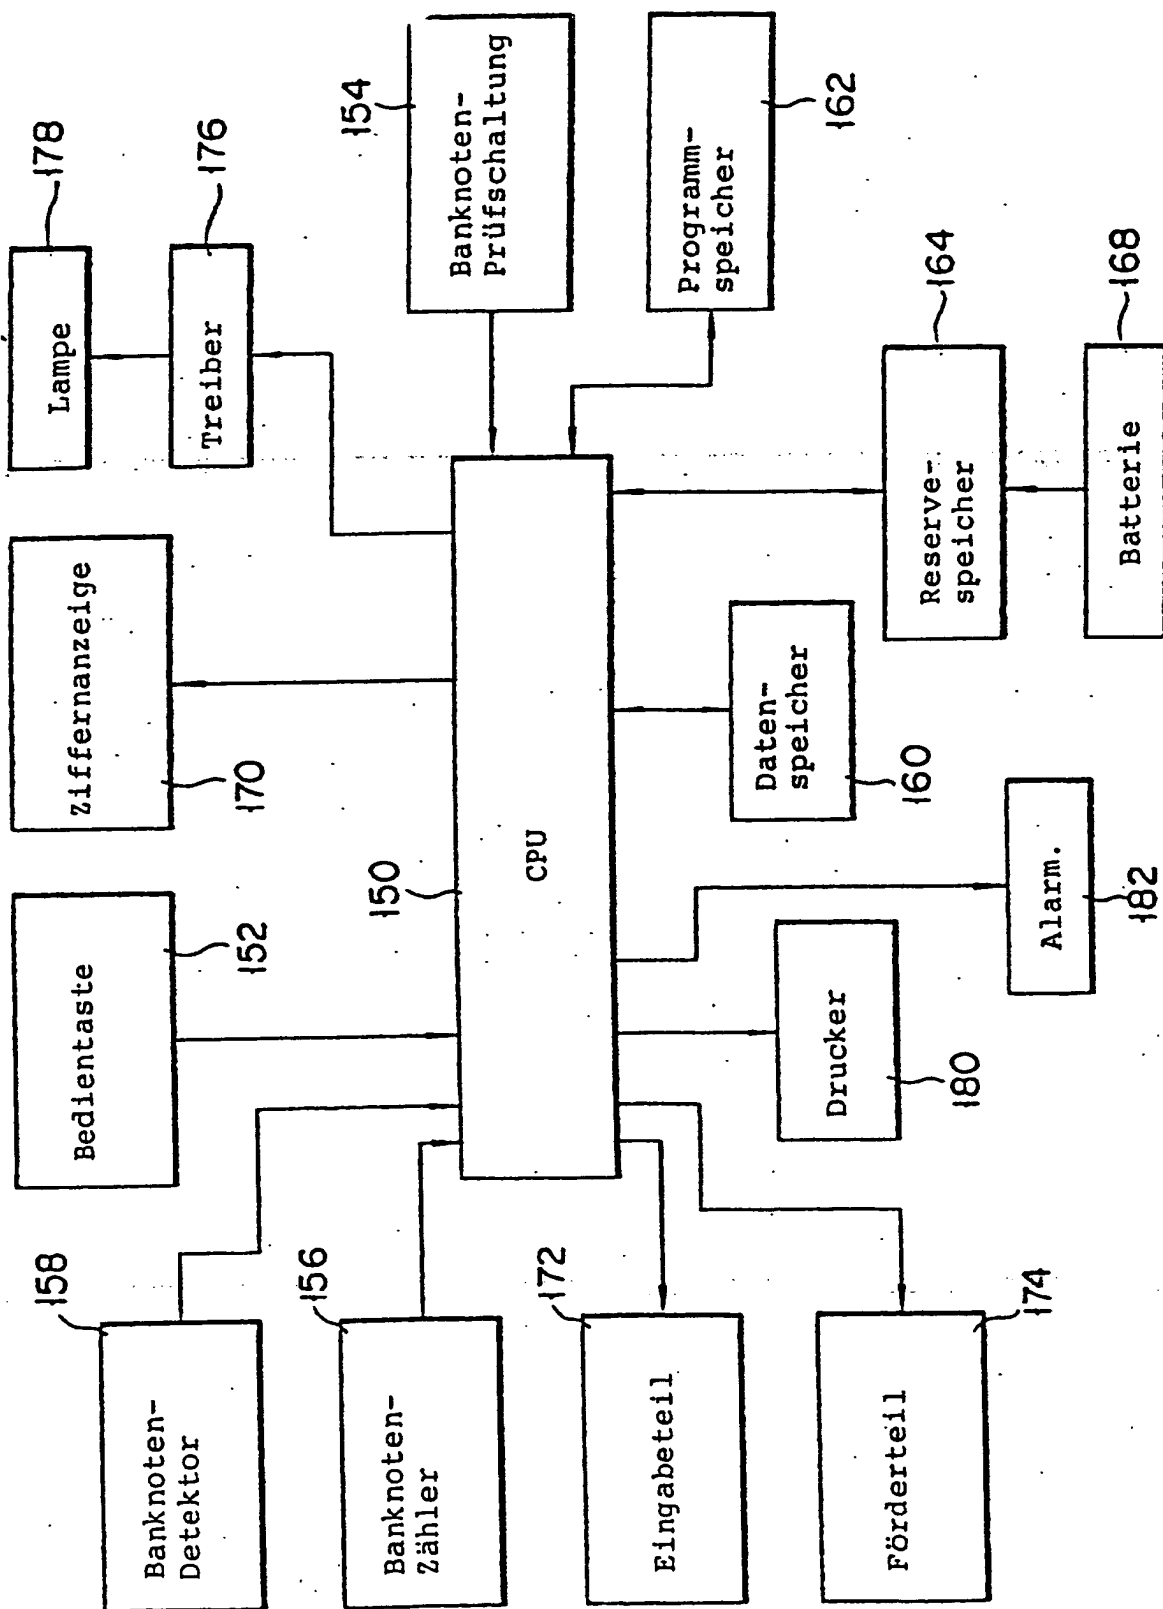 Banknoten-
Detektor
158
Bedientaste
152
Ziffernanzeige
170
Lampe
178
Treiber
176
Banknoten-
Zähler
156
CPU
150
Banknoten-
Prüfschaltung
154
Eingabeteil
172
Programm-
speicher
162
Förderteil
174
Drucker
180
Alarm.
182
Daten-
speicher
160
Reserve-
speicher
164
Batterie
168